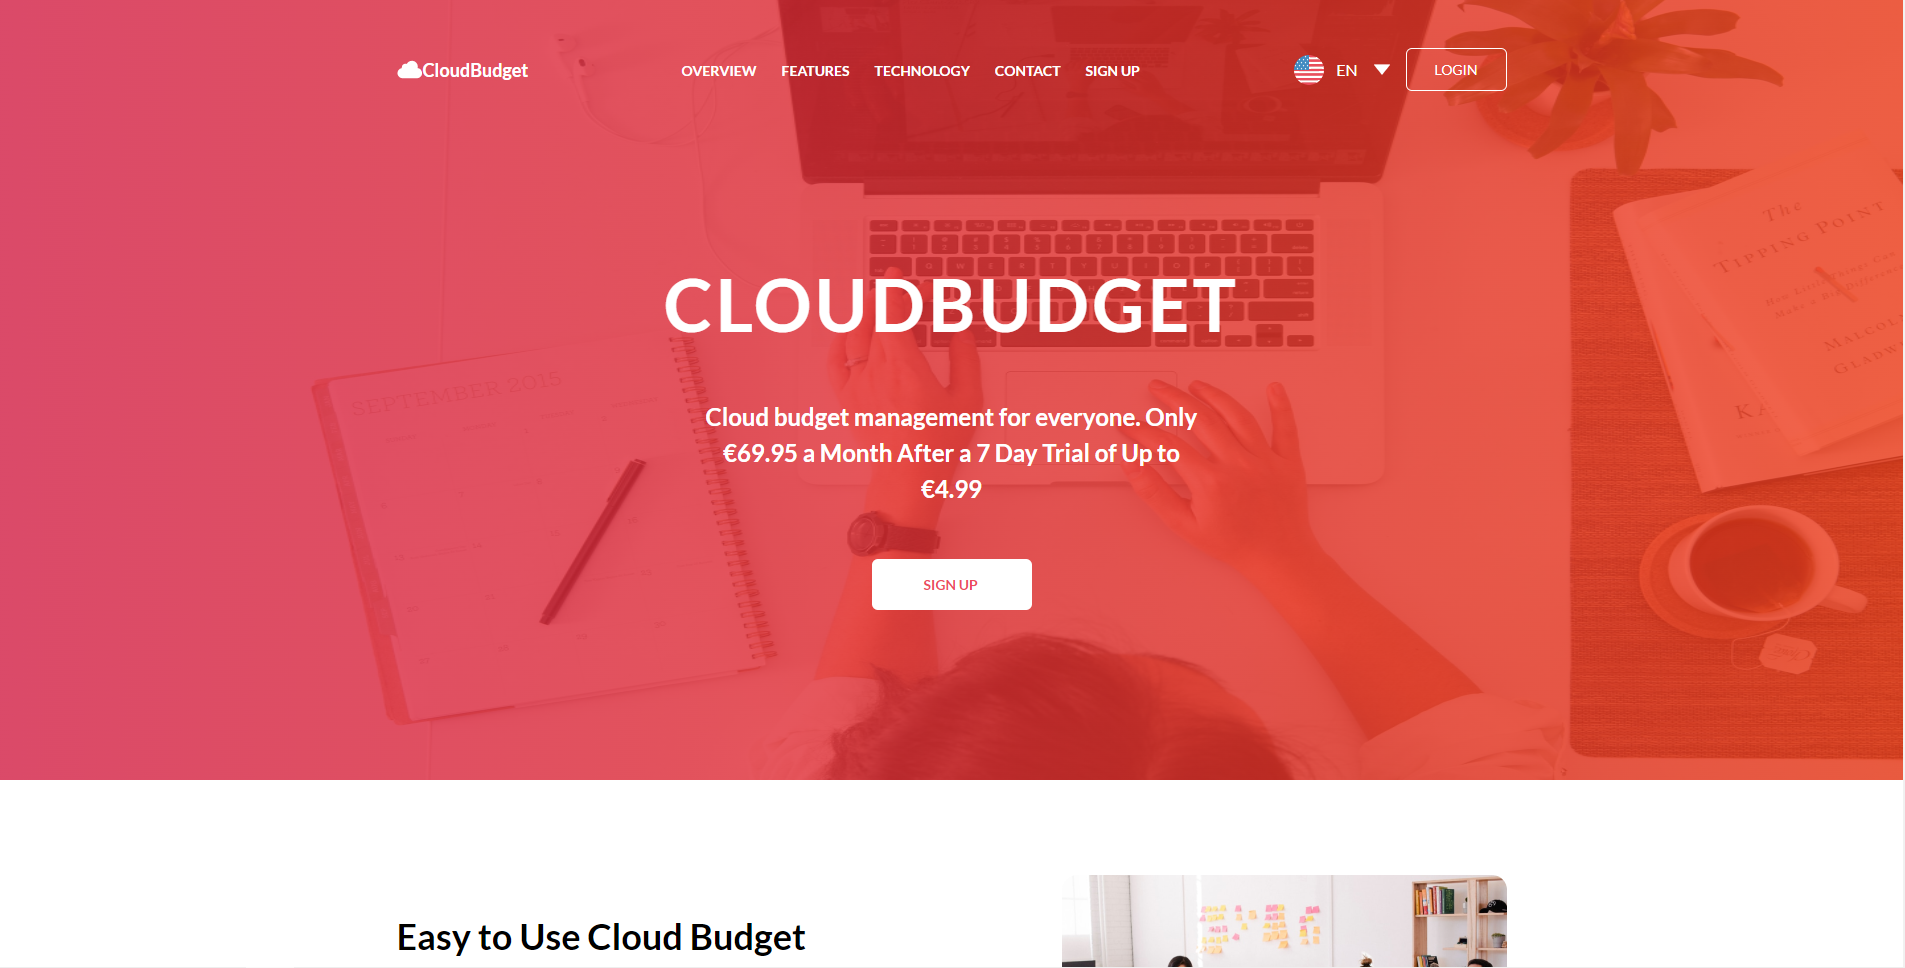 CloudBudget
OVERVIEW
FEATURES
TECHNOLOGY
CONTACT
SIGN UP
EN
LOGIN
The
TIPPING POINT
MALCOLM
CLOUDBUDGET
SEPTEMBER 2015
Cloud budget management for everyone. Only
€69.95 a Month After a 7 Day Trial of Up to
€4.99
SIGN UP
Easy to Use Cloud Budget